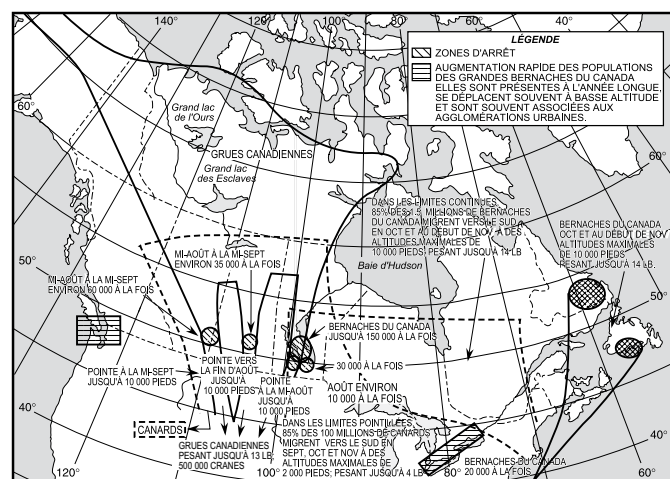 140°
120°
100°
80°
60°
40°
20°
LÉGENDE
ZONES D'ARRÊT
AUGMENTATION RAPIDE DES POPULATIONS
DES GRANDES BERNACHES DU CANADA
ELLES SONT PRÉSENTES À L'ANNÉE LONGUE,
SE DÉPLACENT SOUVENT À BASSE ALTITUDE
ET SONT SOUVENT ASSOCIÉES AUX
AGGLOMÉRATIONS URBAINES.
60°
Grand lac
de l'Ours
GRUES CANADIENNES
Grand lac
des Esclaves
60°
DANS LES LIMITES CONTINUES
85% DES 1.5 MILLIONS DE BERNACHES
DU CANADA MIGRENT VERS LE SUD
EN OCT ET AU DÉBUT DE NOV À DES
ALTITUDES MAXIMALES DE
10 000 PIEDS; PESANT JUSQU'À 14 LB
Baie d'Hudson
BERNACHES DU CANADA
OCT ET AU DÉBUT DE NOV
ALTITUDES MAXIMALES
DE 10 000 PIEDS
PESANT JUSQU'À 14 LB.
50°
MI-AOÛT À LA MI-SEPT
ENVIRON 35 000 À LA FOIS
MI-AOÛT À LA MI-SEPT
ENVIRON 60 000 À LA FOIS
50°
BERNACHES DU CANADA
JUSQU'À 150 000 À LA FOIS
30 000 À LA FOIS
POINTE À LA MI-SEPT
JUSQU'À 10 000 PIEDS
POINTE VERS
LA FIN D'AOÛT
JUSQU'À
10 000 PIEDS
POINTE
À LA MI-AOÛT
JUSQU'À
10 000 PIEDS
AOÛT ENVIRON
10 000 À LA FOIS
40°
40°
CANARDS
GRUES CANADIENNES
PESANT JUSQU'À 13 LB;
500 000 CRANES
DANS LES LIMITES POINTILLÉES
85% DES 100 MILLIONS DE CANARDS
MIGRENT VERS LE SUD EN
SEPT, OCT ET NOV À DES
ALTITUDES MAXIMALES DE
2 000 PIEDS; PESANT JUSQU'À 4 LB
BERNACHES DU CANADA
20 000 À LA FOIS
120°
100°
80°
60°